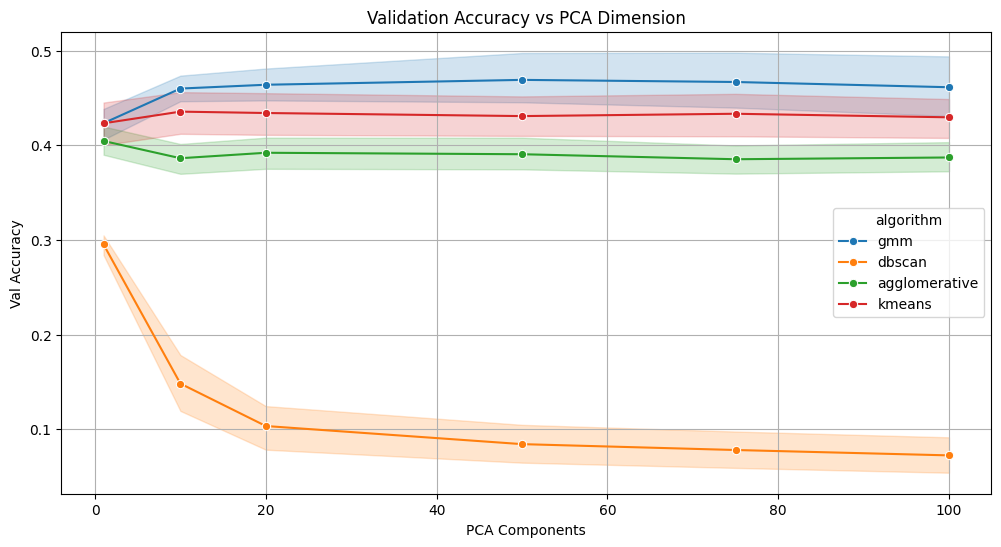 Validation Accuracy vs PCA Dimension
Val Accuracy
0.5
0.4
0.3
0.2
0.1
algorithm
gmm
dbscan
agglomerative
kmeans
0 20 40 60 80 100
PCA Components